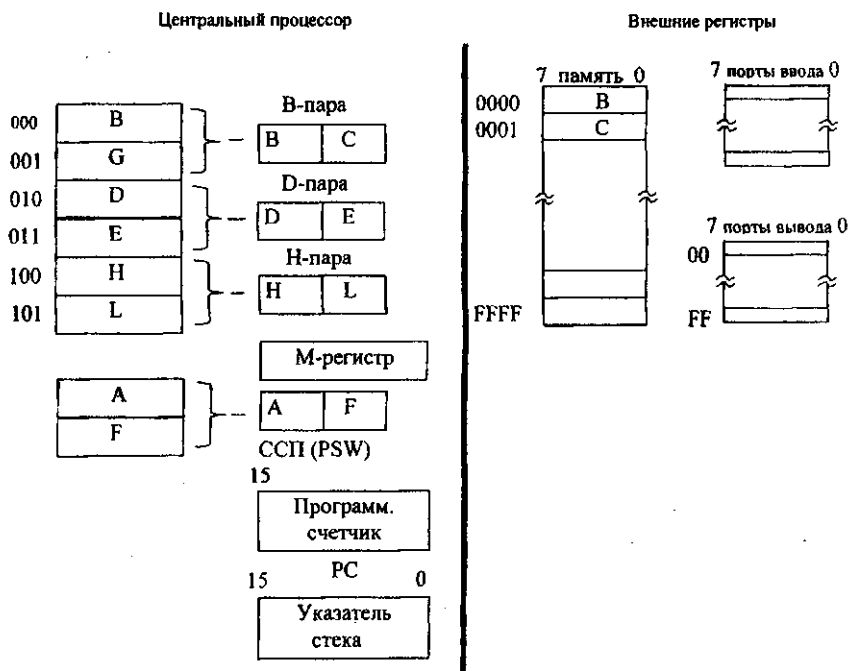 Центральный процессор
000
B
001
G
010
D
011
E
100
H
101
L
В-пара
B C
D-пара
D E
Н-пара
H L
М-регистр
A
F
A F
ССП (PSW)
15
Программ.
счетчик
PC
15 0
Указатель
стека
Внешние регистры
7 память 0
0000 B
0001 C
FFFF
7 порты ввода 0
7 порты вывода 0
00
FF